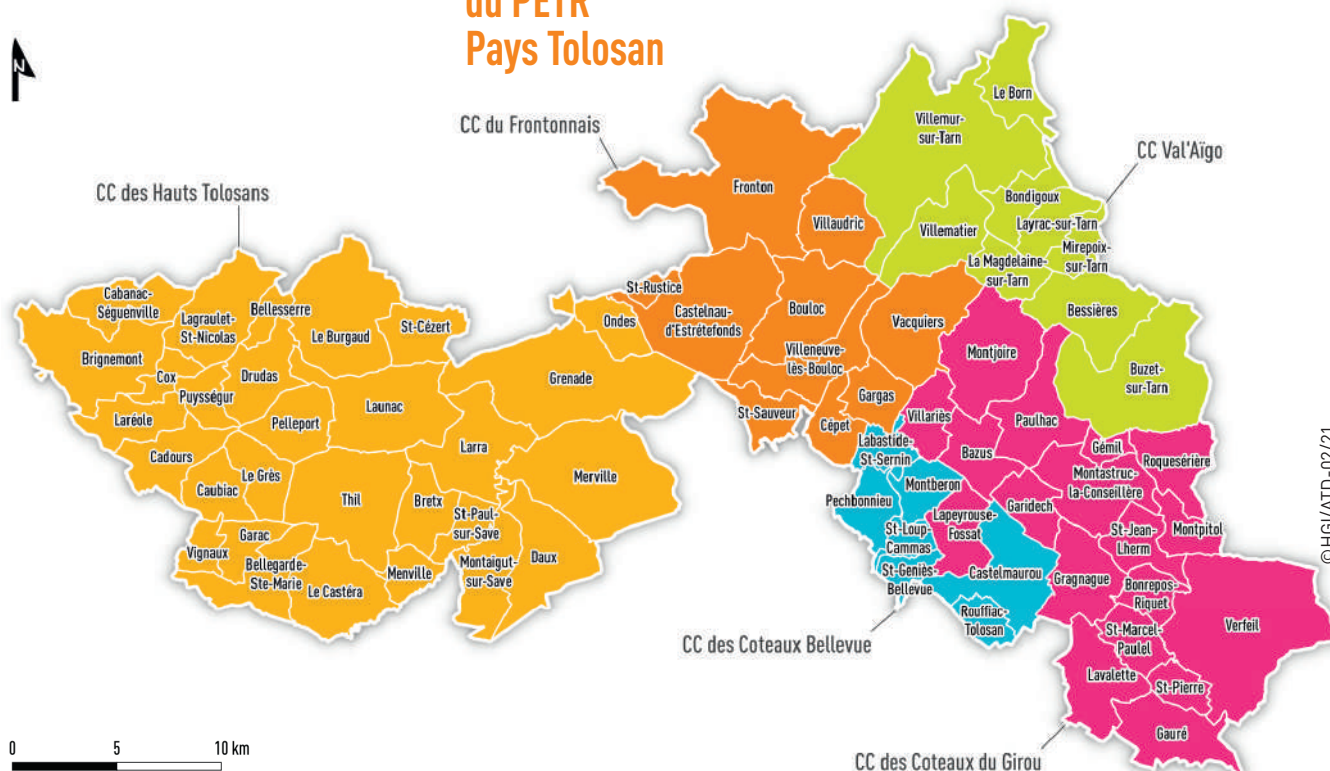 du PETR
Pays Tolosan
N
CC du Frontonnais
CC Val'Aïgo
CC des Hauts Tolosans
Le Born
Villemur-
sur-Tarn
Fronton
Villaudric
Bondigoux
Layrac-sur-Tarn
Villematier
Mirepoix-
sur-Tarn
La Magdelaine-
sur-Tarn
Bessières
Buzet-
sur-Tarn
St-Rustice
Castelnau-
d'Estrétefonds
Bouloc
Vacquiers
Villeneuve-
lès-Bouloc
Gargas
St-Sauveur
Cépet
Cabanac-
Séguenville
Lagraulet-
St-Nicolas
Bellesserre
Le Burgaud
St-Cézert
Ondes
Brignemont
Cox
Drudas
Puysségur
Grenade
Laréole
Pelleport
Launac
Cadours
Larra
Caubiac
Le Grès
Thil
Bretx
Merville
St-Paul-
sur-Save
Garac
Vignaux
Bellegarde-
Ste-Marie
Le Castéra
Menville
Montaigut-
sur-Save
Daux
Montjoire
Villariès
Paulhac
Labastide-
St-Sernin
Bazus
Gémil
Roquesérière
Montastruc-
la-Conseillère
Pechbonnieu
Montberon
Lapeyrouse-
Fossat
Garidech
St-Loup-
Cammas
St-Jean-
Lherm
Montpitol
St-Geniès-
Bellevue
Castelmaurou
Gragnague
Bonrepos-
Riquet
Rouffiac-
Tolosan
St-Marcel-
Paulel
Verfeil
Lavalette
St-Pierre
Gauré
CC des Coteaux Bellevue
CC des Coteaux du Girou
0 5 10 km
©HGI/ATD-02/21